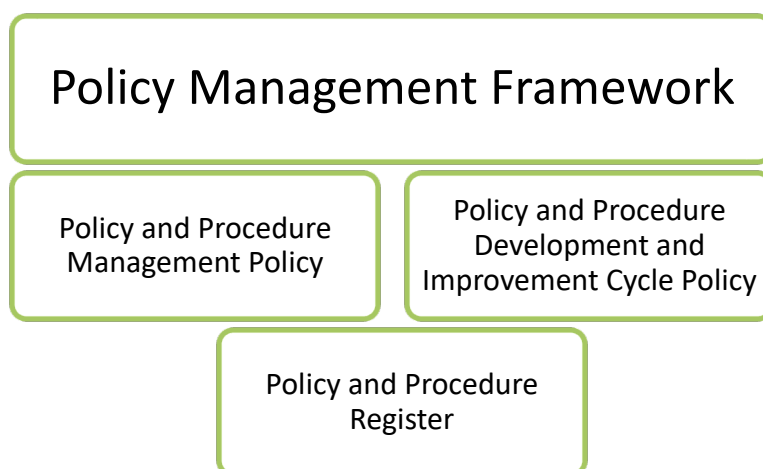 Policy Management Framework
Policy and Procedure
Management Policy
Policy and Procedure
Development and
Improvement Cycle Policy
Policy and Procedure
Register